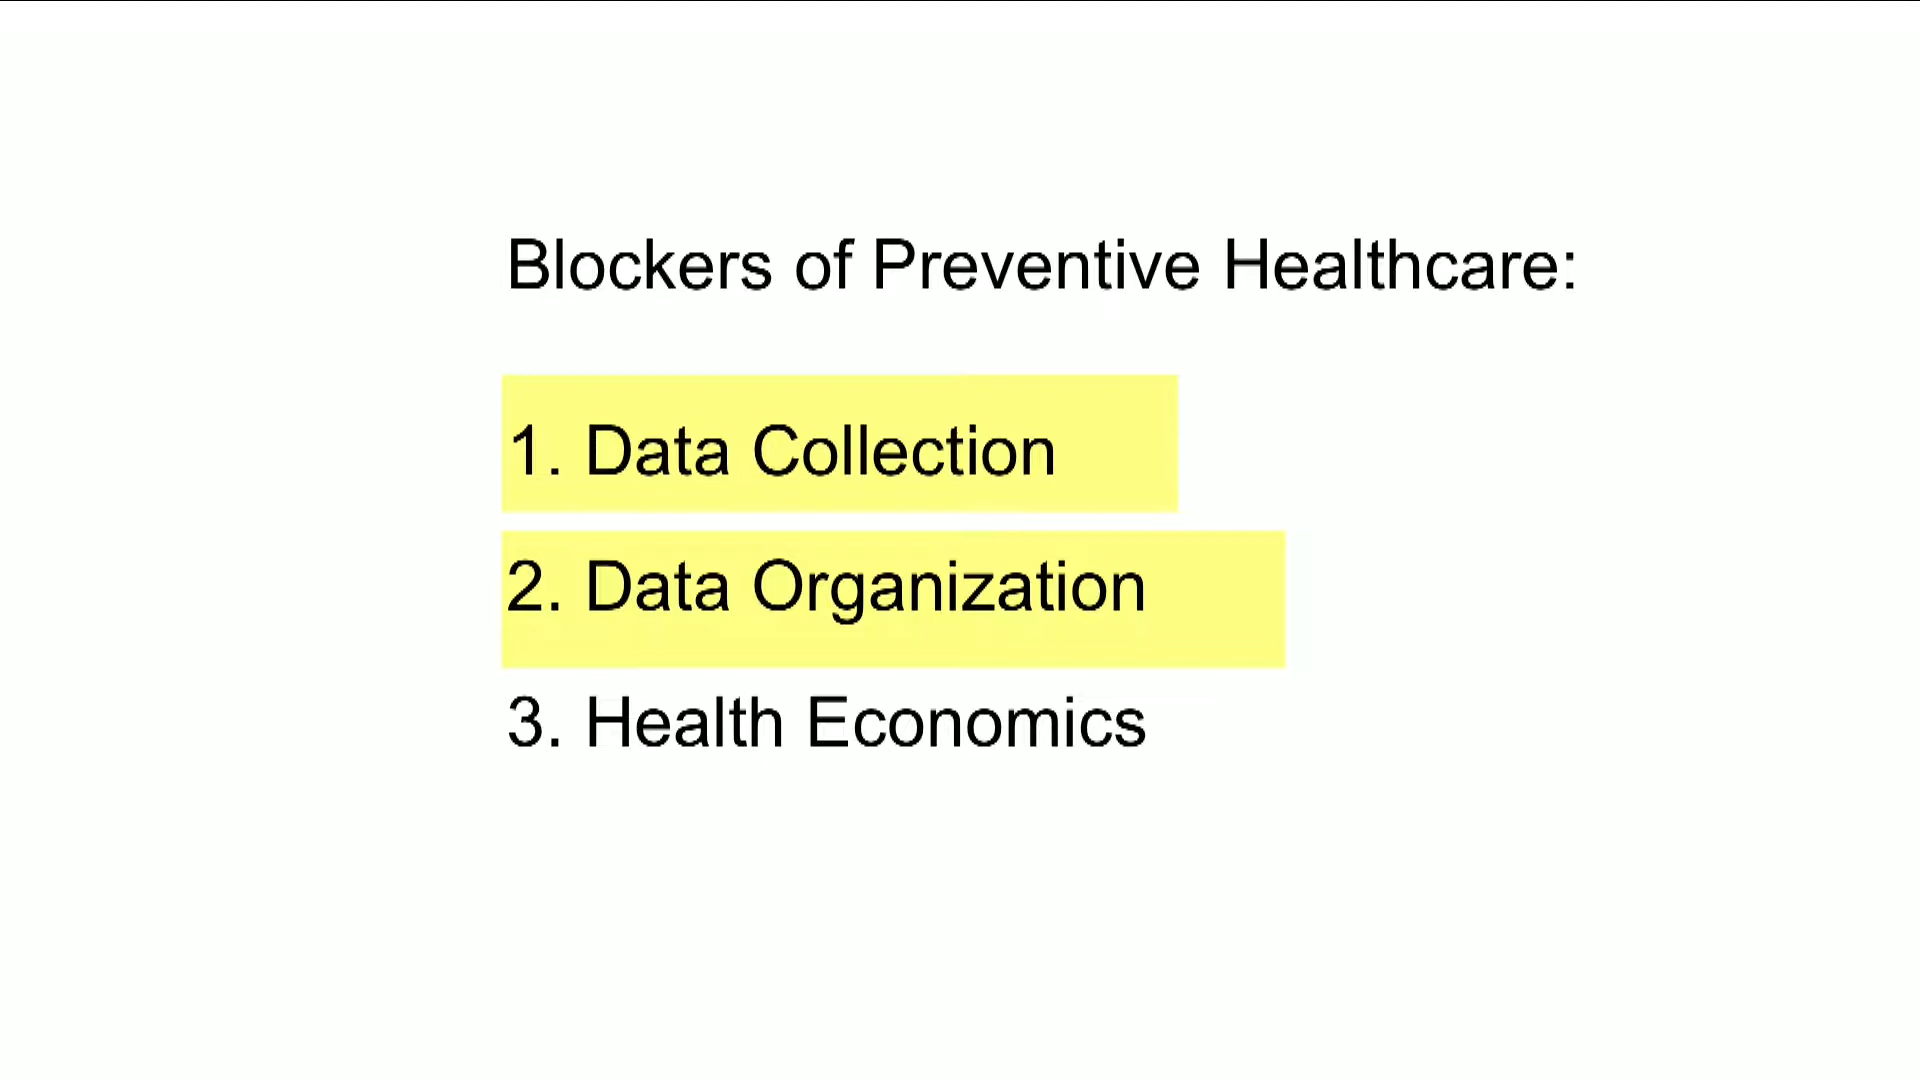 Blockers of Preventive Healthcare:
1. Data Collection
2. Data Organization
3. Health Economics